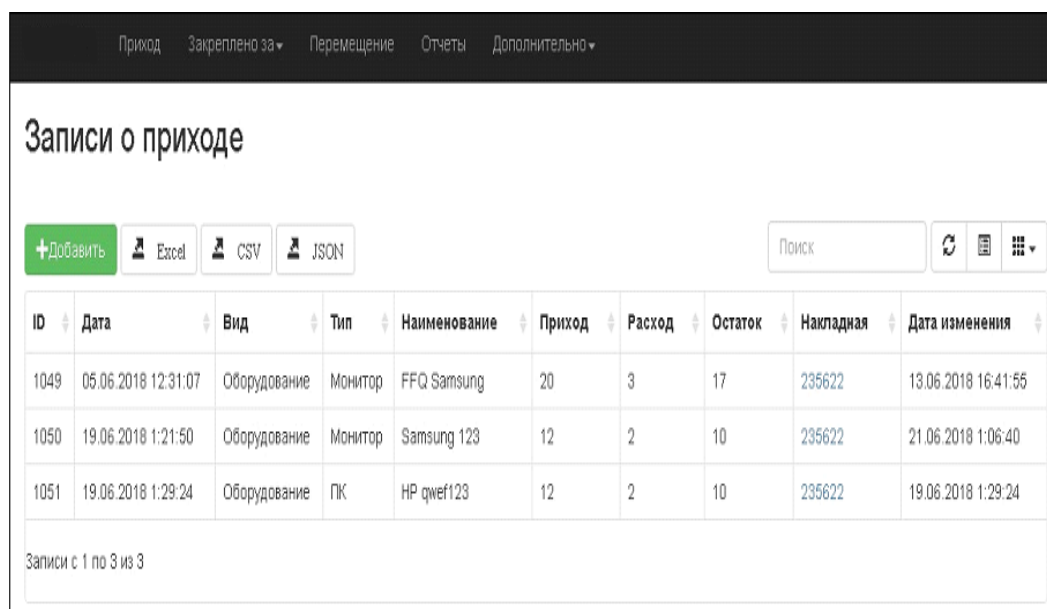 Приход Закреплено за Перемещение Отчеты Дополнительно
Записи о приходе
+Добавить Excel CSV JSON Поиск
ID Дата Вид Тип Наименование Приход Расход Остаток Накладная Дата изменения
1049 05.06.2018 12:31:07 Оборудование Монитор FFQ Samsung 20 3 17 235622 13.06.2018 16:41:55
1050 19.06.2018 1:21:50 Оборудование Монитор Samsung 123 12 2 10 235622 21.06.2018 1:06:40
1051 19.06.2018 1:29:24 Оборудование ПК HP qwef123 12 2 10 235622 19.06.2018 1:29:24
Записи с 1 по 3 из 3